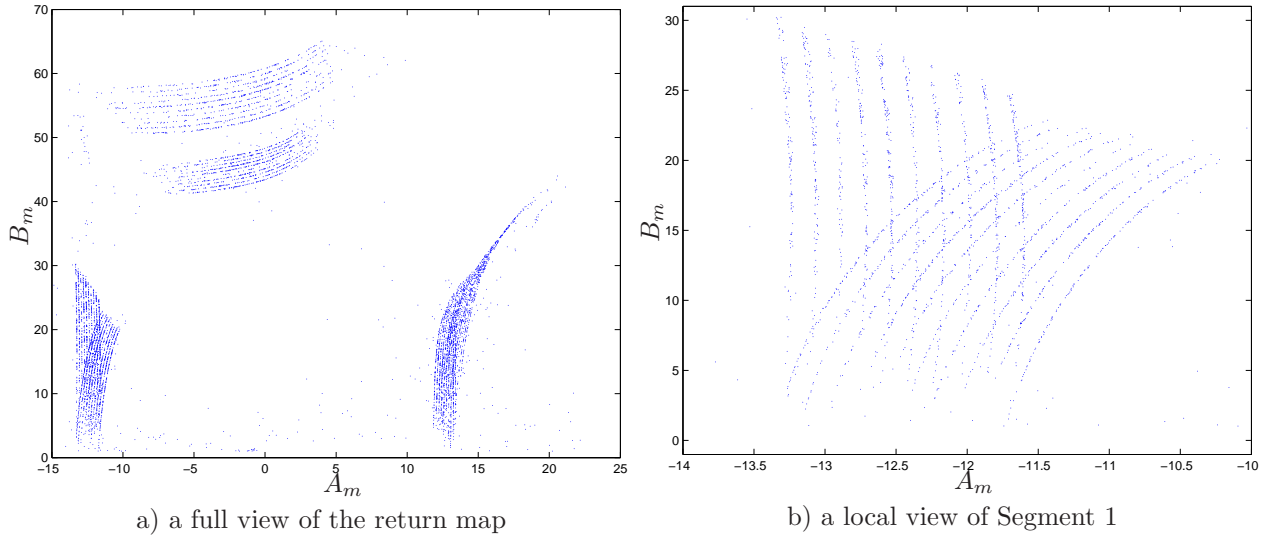 70
60
50
40
30
20
10
0
B_m
−15 −10 −5 0 5 10 15 20 25
A_m
a) a full view of the return map
30
25
20
15
10
5
0
B_m
−14 −13.5 −13 −12.5 −12 −11.5 −11 −10.5 −10
A_m
b) a local view of Segment 1